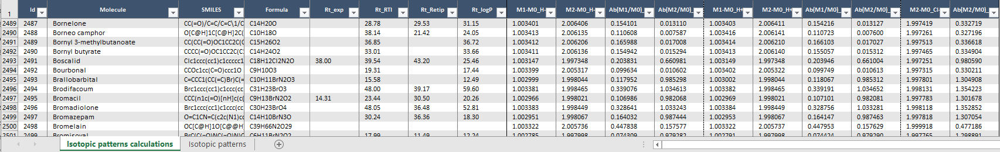 1 Id Molecule SMILES Formula Rt_exp Rt_RTI Rt_Retip Rt_logP M1-M0_H- M2-M0_H- Ab(M1/M0)_ Ab(M2/M0)_ M1-M0_H+ M2-M0_H+ Ab(M1/M0)_ Ab(M2/M0)_ M2-M0_Cl- Ab(M2/M0)_
2489 2487 Bornelone CC(=O)/C=C/C=C\1/C C14H20O 28.78 29.53 31.15 1.003401 2.006406 0.154101 0.013110 1.003403 2.006411 0.154216 0.013127 1.997419 0.332719
2490 2488 Borneo camphor O[C@H]1C[C@H]2C( C10H18O 38.14 21.42 24.05 1.003413 2.006135 0.110608 0.007587 1.003416 2.006141 0.110723 0.007600 1.997261 0.327196
2491 2489 Bornyl 3-methylbutanoate CC(CC(=O)OC1CC2C( C15H26O2 36.85 36.72 1.003412 2.006206 0.165988 0.017008 1.003414 2.006210 0.166103 0.017027 1.997513 0.336618
2492 2490 Bornyl butyrate CCCC(=O)OC1CC2C(C C14H24O2 33.01 33.66 1.003411 2.006136 0.154942 0.015294 1.003413 2.006140 0.155057 0.015312 1.997465 0.334904
2493 2491 Boscalid Clc1ccc(cc1)c1ccccc1 C18H12Cl2N2O 38.00 39.54 43.20 25.46 1.003147 1.997348 0.203831 0.660981 1.003149 1.997348 0.203946 0.661004 1.997251 0.980590
2494 2492 Bourbonal CCOc1cc(C=O)ccc1O C9H10O3 19.31 17.44 1.003399 2.005317 0.099634 0.010602 1.003402 2.005322 0.099749 0.010613 1.997315 0.330211
2495 2493 Brallobarbital C=CCC1(CC(=C)Br)C(= C10H11BrN2O3 15.58 12.49 1.002999 1.998044 0.117952 0.985298 1.003002 1.998044 0.118067 0.985312 1.997801 1.304908
2496 2494 Brodifacoum Brc1ccc(cc1)c1ccc(cc C31H23BrO3 48.00 39.17 59.60 1.003381 1.998465 0.339076 1.034613 1.003382 1.998465 0.339191 1.034652 1.998131 1.354223
2497 2495 Bromacil CCC(n1c(=O)[nH]c(c( C9H13BrN2O2 14.31 23.44 30.50 20.26 1.002966 1.998021 0.106986 0.982068 1.002969 1.998021 0.107101 0.982081 1.997783 1.301678
2498 2496 Bromadiolone Brc1ccc(cc1)c1ccc(cc C30H23BrO4 48.05 36.48 52.81 1.003383 1.998449 0.328641 1.033243 1.003384 1.998449 0.328756 1.033281 1.998118 1.352852
2499 2497 Bromazepam O=C1CN=C(c2c(N1)cc C14H10BrN3O 30.24 36.36 18.30 1.002951 1.998067 0.164032 0.987444 1.002953 1.998067 0.164147 0.987463 1.997818 1.307054
2500 2498 Bromelain OC[C@H]1O[C@@H] C39H66N2O29 1.003322 2.005736 0.447838 0.157577 1.003322 2.005737 0.447953 0.157629 1.999918 0.477186
2501 2499 Bromisoval BrC(C(=O)NC(=O)N)C C6H11BrN2O2 17.99 11.49 12.24 1.002785 1.997998 0.074309 0.979282 1.002791 1.997998 0.074424 0.979290 1.997765 1.298891
Isotopic patterns calculations Isotopic patterns